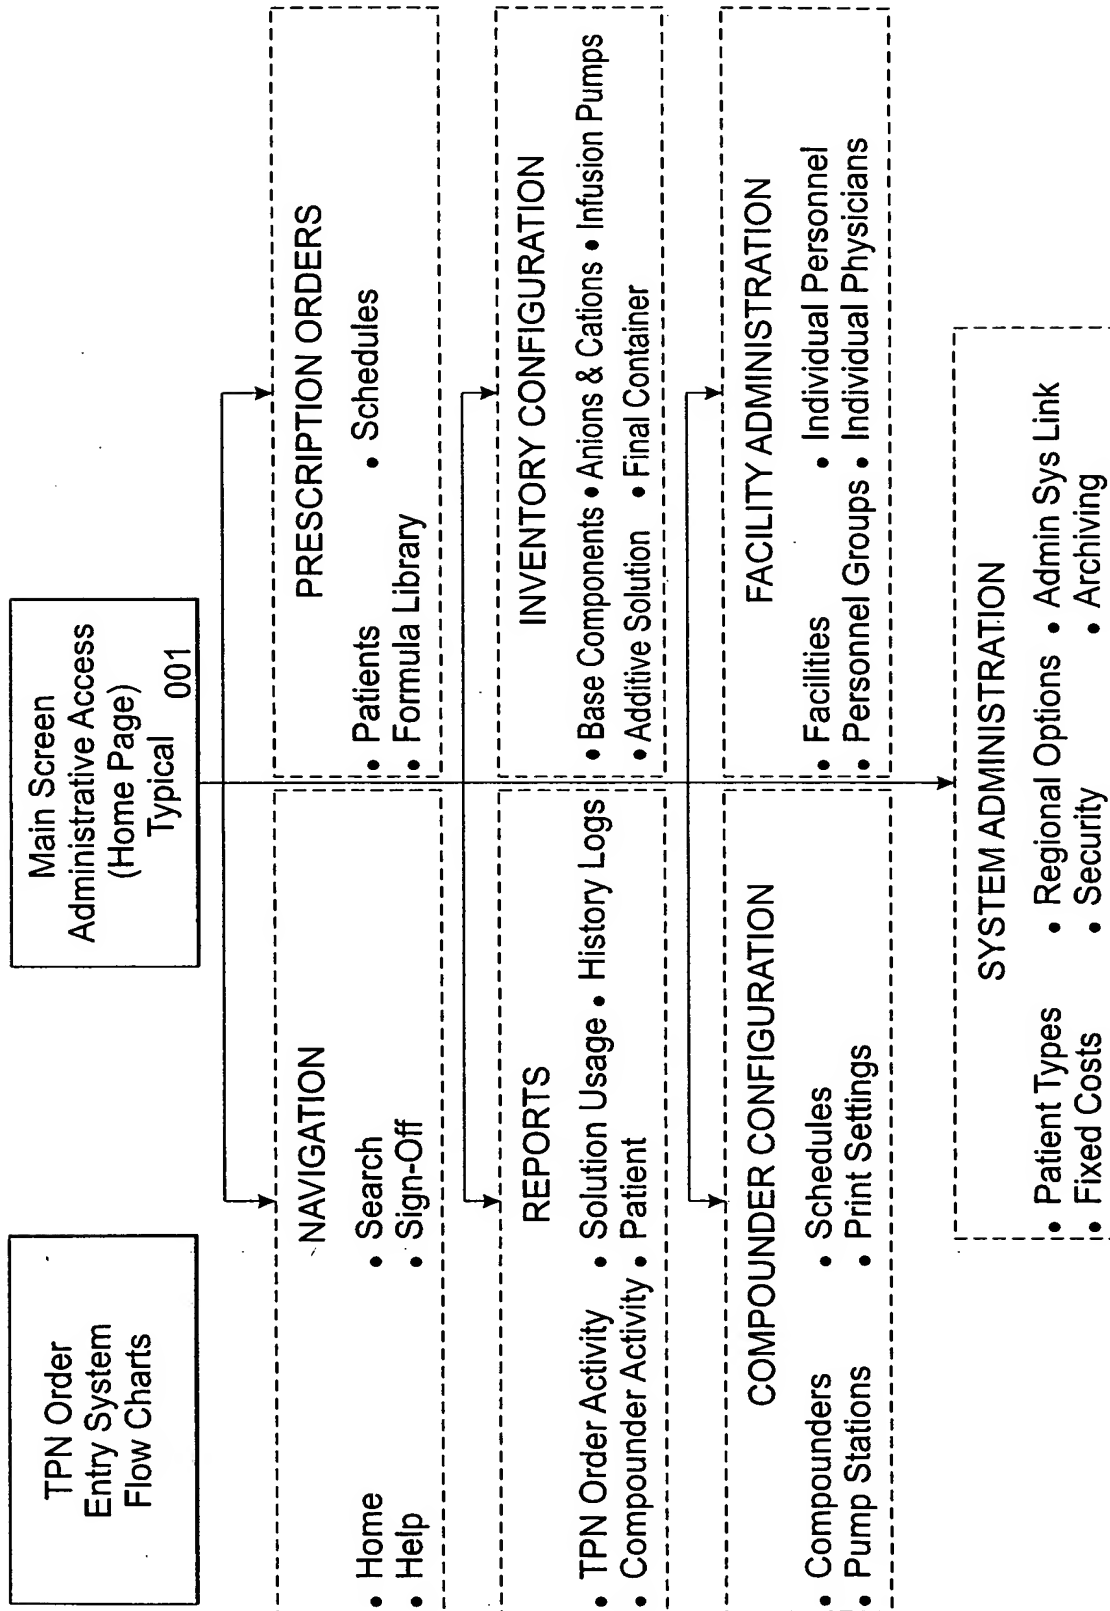 TPN Order
Entry System
Flow Charts
Main Screen
Administrative Access
(Home Page)
Typical
001
NAVIGATION
• Home • Search
• Help • Sign-Off
PRESCRIPTION ORDERS
• Patients • Schedules
• Formula Library
REPORTS
• TPN Order Activity • Solution Usage • History Logs
• Compounder Activity • Patient
INVENTORY CONFIGURATION
• Base Components • Anions & Cations • Infusion Pumps
• Additive Solution • Final Container
COMPOUNDER CONFIGURATION
• Compounders • Schedules
• Pump Stations • Print Settings
FACILITY ADMINISTRATION
• Facilities • Individual Personnel
• Personnel Groups • Individual Physicians
SYSTEM ADMINISTRATION
• Patient Types • Regional Options • Admin Sys Link
• Fixed Costs • Security • Archiving